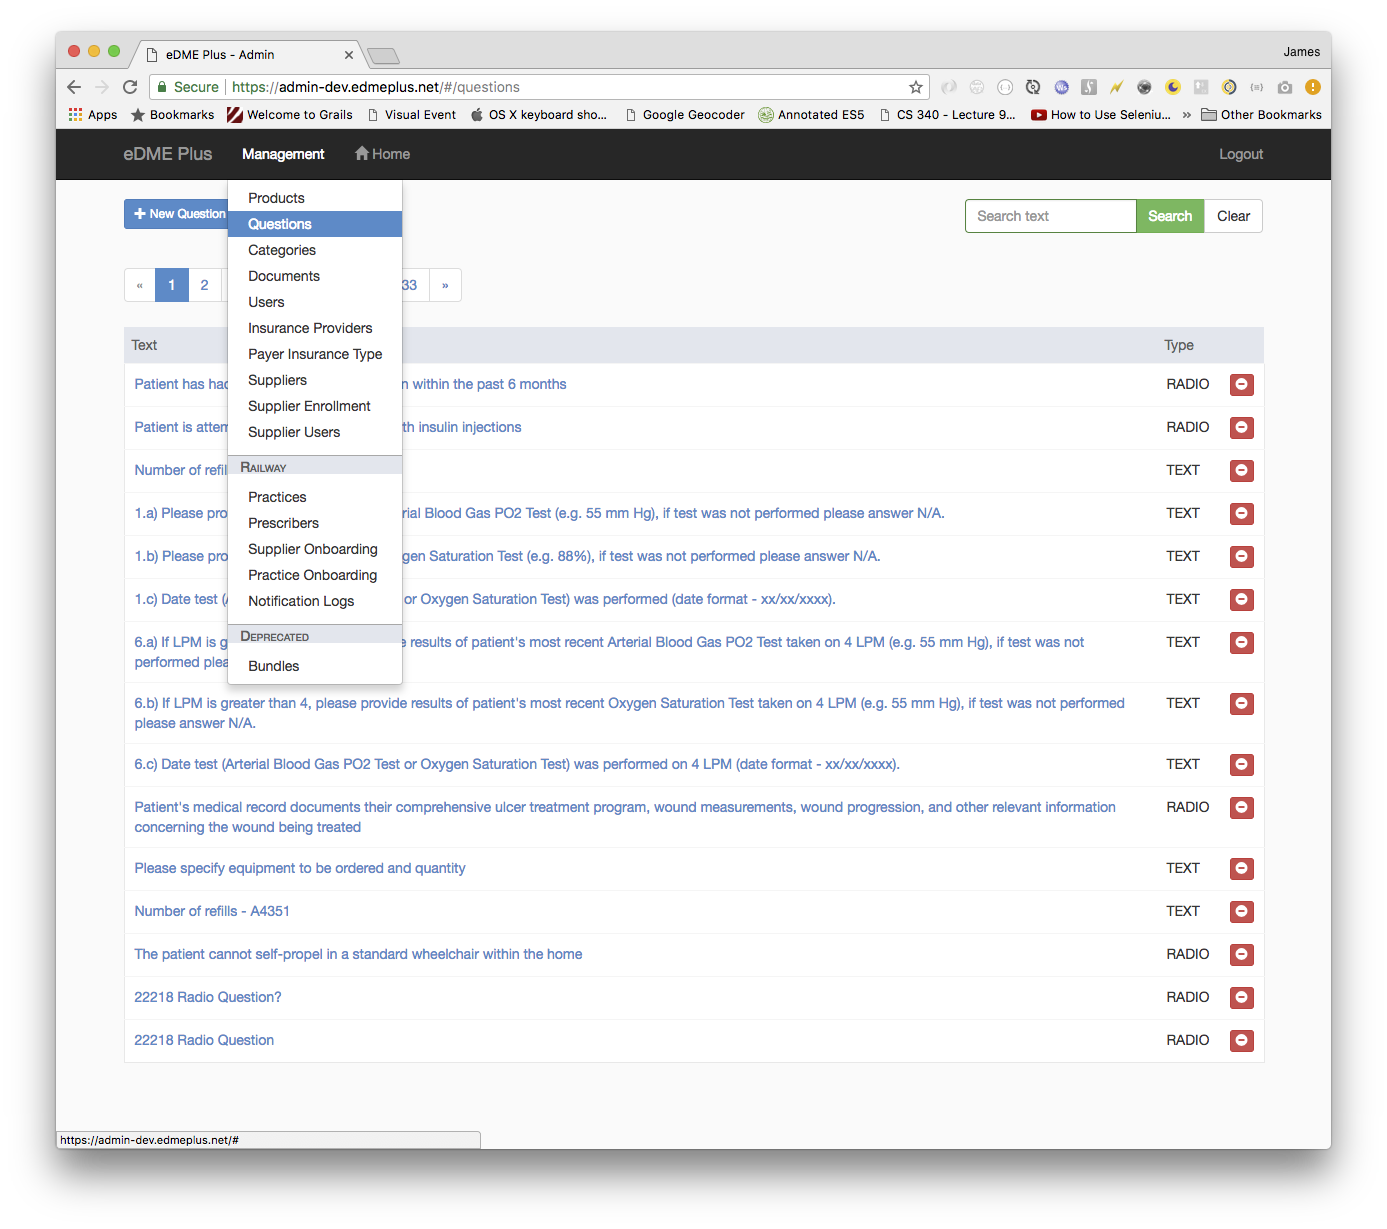 eDME Plus - Admin
James
Secure https://admin-dev.edmeplus.net/#/questions
Apps Bookmarks Welcome to Grails Visual Event OS X keyboard sho... Google Geocoder Annotated ES5 CS 340 - Lecture 9... How to Use Seleniu... » Other Bookmarks
eDME Plus Management Home Logout
Products
New Question
Questions
Search text Search Clear
Categories
Documents
« 1 2 33 »
Users
Insurance Providers
Text Type
Payer Insurance Type
Suppliers
Patient has had n within the past 6 months RADIO
Supplier Enrollment
Patient is attem th insulin injections RADIO
Supplier Users
RAILWAY
Number of refil TEXT
Practices
1.a) Please pro rial Blood Gas PO2 Test (e.g. 55 mm Hg), if test was not performed please answer N/A. TEXT
Prescribers
Supplier Onboarding
1.b) Please pro gen Saturation Test (e.g. 88%), if test was not performed please answer N/A. TEXT
Practice Onboarding
1.c) Date test (A or Oxygen Saturation Test) was performed (date format - xx/xx/xxxx). TEXT
Notification Logs
DEPRECATED
6.a) If LPM is g e results of patient's most recent Arterial Blood Gas PO2 Test taken on 4 LPM (e.g. 55 mm Hg), if test was not TEXT
performed plea
Bundles
6.b) If LPM is greater than 4, please provide results of patient's most recent Oxygen Saturation Test taken on 4 LPM (e.g. 55 mm Hg), if test was not performed TEXT
please answer N/A.
6.c) Date test (Arterial Blood Gas PO2 Test or Oxygen Saturation Test) was performed on 4 LPM (date format - xx/xx/xxxx). TEXT
Patient's medical record documents their comprehensive ulcer treatment program, wound measurements, wound progression, and other relevant information RADIO
concerning the wound being treated
Please specify equipment to be ordered and quantity TEXT
Number of refills - A4351 TEXT
The patient cannot self-propel in a standard wheelchair within the home RADIO
22218 Radio Question? RADIO
22218 Radio Question RADIO
https://admin-dev.edmeplus.net/#